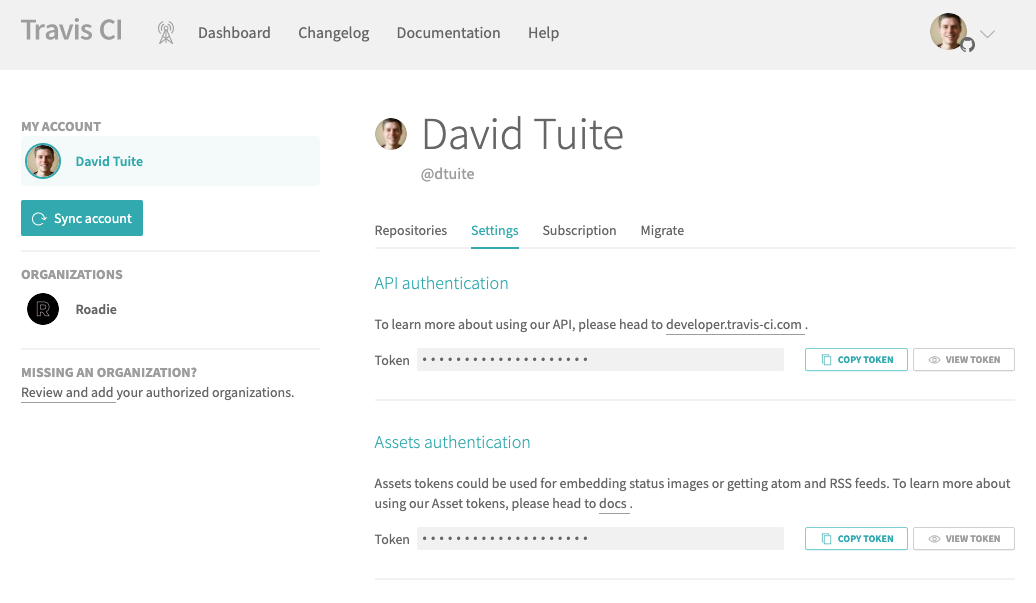 Travis CI
Dashboard
Changelog
Documentation
Help
MY ACCOUNT
David Tuite
Sync account
ORGANIZATIONS
R
Roadie
MISSING AN ORGANIZATION?
Review and add your authorized organizations.
David Tuite
@dtuite
Repositories
Settings
Subscription
Migrate
API authentication
To learn more about using our API, please head to developer.travis-ci.com .
Token •••••••••••••••••••• COPY TOKEN VIEW TOKEN
Assets authentication
Assets tokens could be used for embedding status images or getting atom and RSS feeds. To learn more about
using our Asset tokens, please head to docs .
Token •••••••••••••••••••• COPY TOKEN VIEW TOKEN